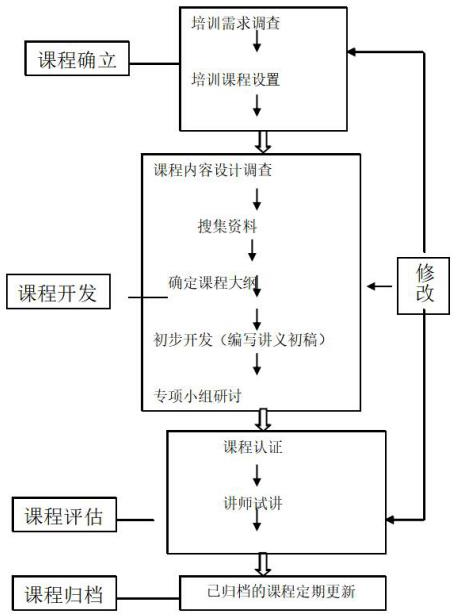 培训需求调查
课程确立
培训课程设置
课程内容设计调查
搜集资料
修
改
确定课程大纲
课程开发
初步开发（编写讲义初稿）
专项小组研讨
课程认证
讲师试讲
课程评估
已归档的课程定期更新
课程归档